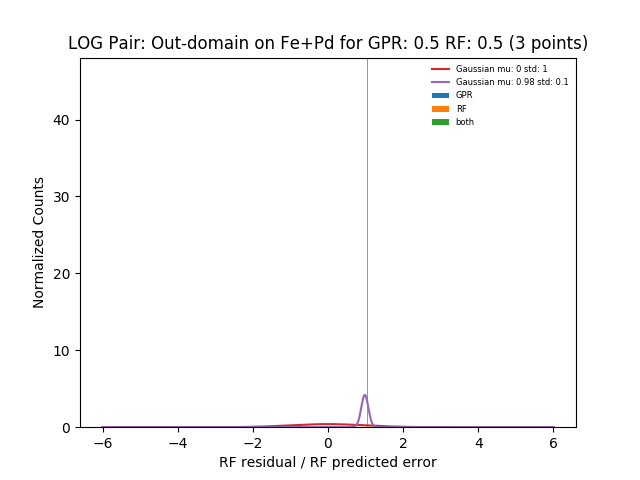 LOG Pair: Out-domain on Fe+Pd for GPR: 0.5 RF: 0.5 (3 points)
Gaussian mu: 0 std: 1
Gaussian mu: 0.98 std: 0.1
GPR
RF
both
40
30
20
10
0
Normalized Counts
−6 −4 −2 0 2 4 6
RF residual / RF predicted error